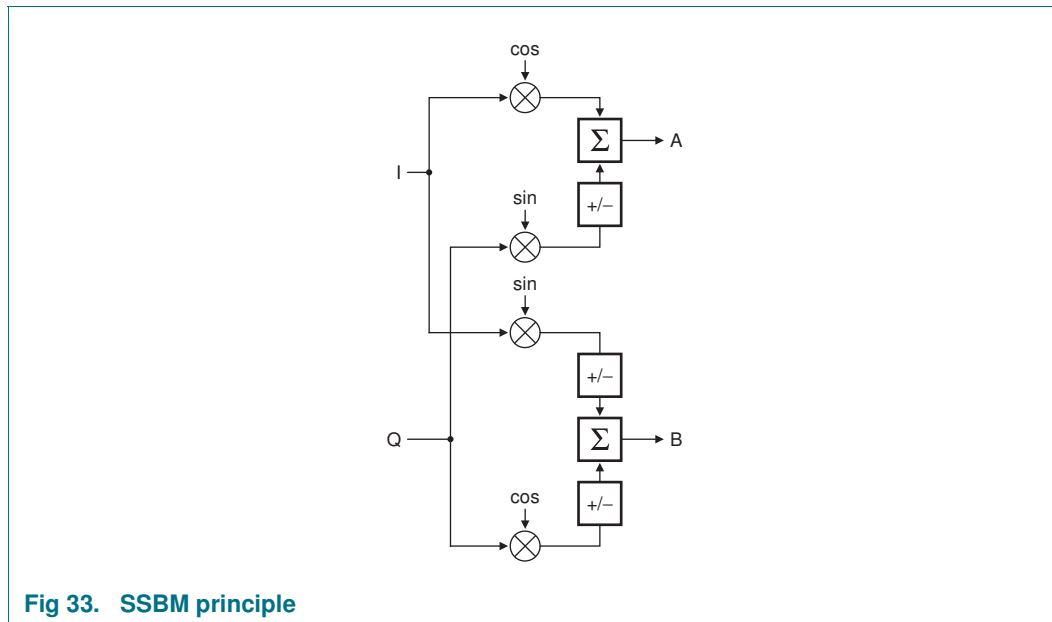 cos
Σ
A
I
+/−
sin
sin
+/−
Q
Σ
B
cos
+/−
Fig 33. SSBM principle